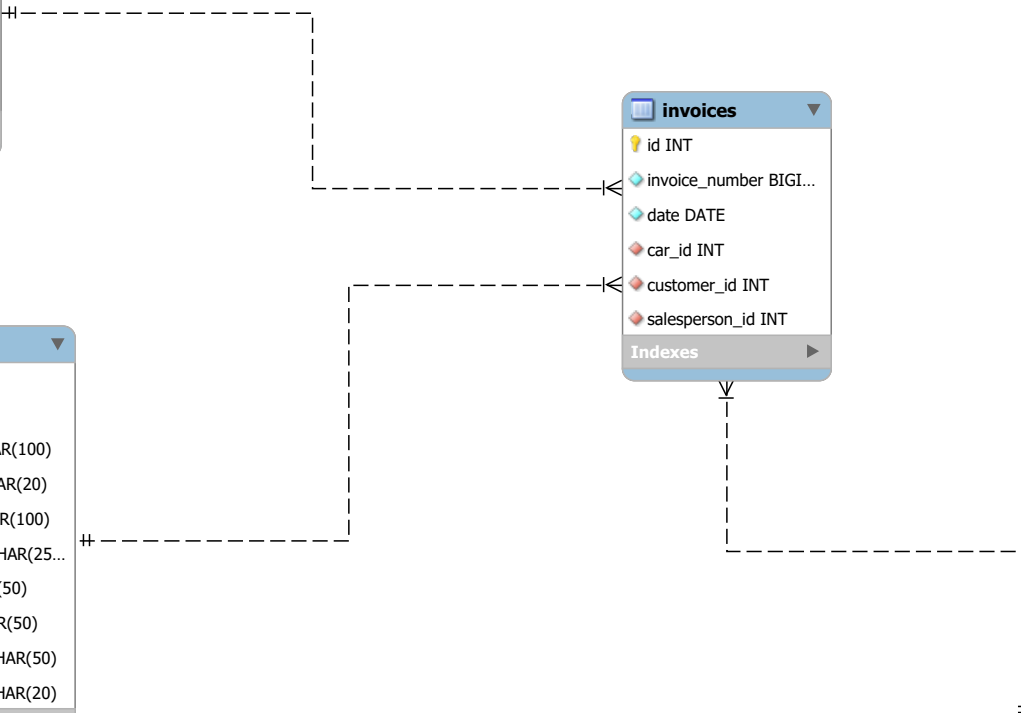 invoices
id INT
invoice_number BIGI...
date DATE
car_id INT
customer_id INT
salesperson_id INT
Indexes
R(100)
AR(20)
R(100)
HAR(25...
(50)
R(50)
HAR(50)
HAR(20)